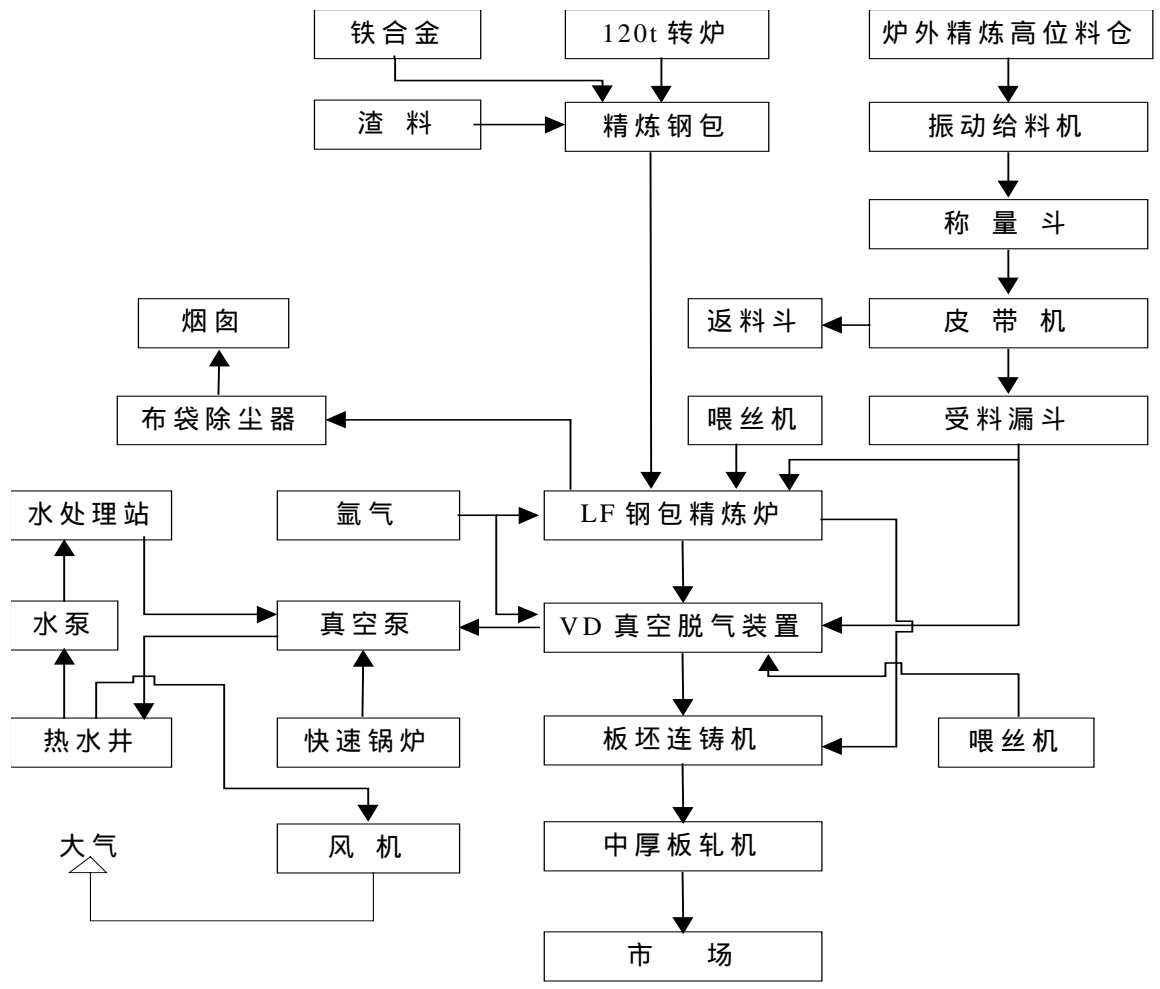 铁合金
120t 转炉
炉外精炼高位料仓
渣 料
精炼钢包
振动给料机
称 量 斗
烟囱
返料斗
皮 带 机
布袋除尘器
喂丝机
受料漏斗
水处理站
氩气
LF 钢包精炼炉
水泵
真空泵
VD 真空脱气装置
热水井
快速锅炉
板坯连铸机
喂丝机
大气
风 机
中厚板轧机
市 场